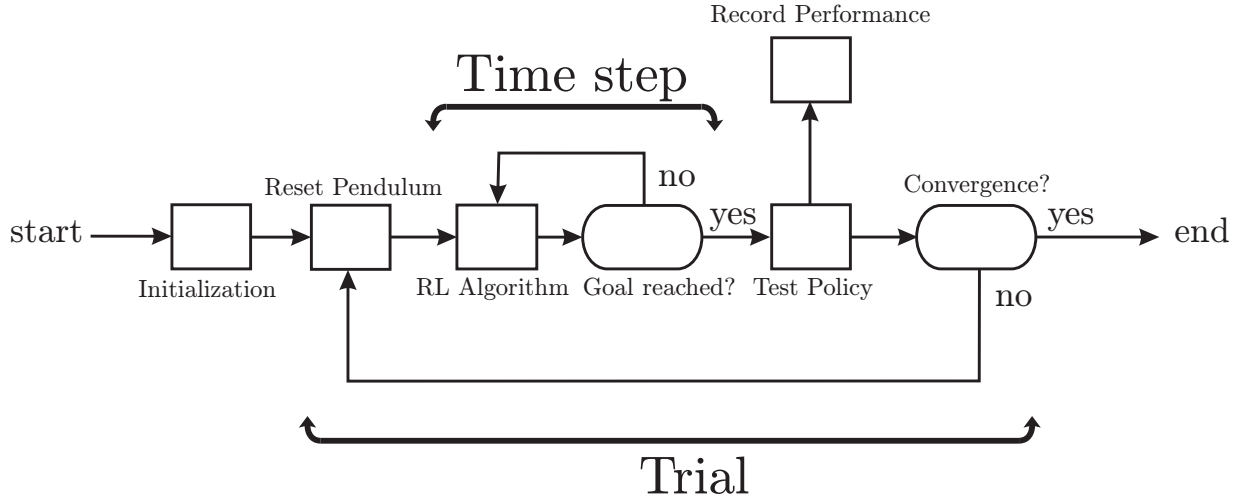 Record Performance
Time step
Reset Pendulum
no
Convergence?
start
yes
yes
end
Initialization
RL Algorithm
Goal reached?
Test Policy
no
Trial